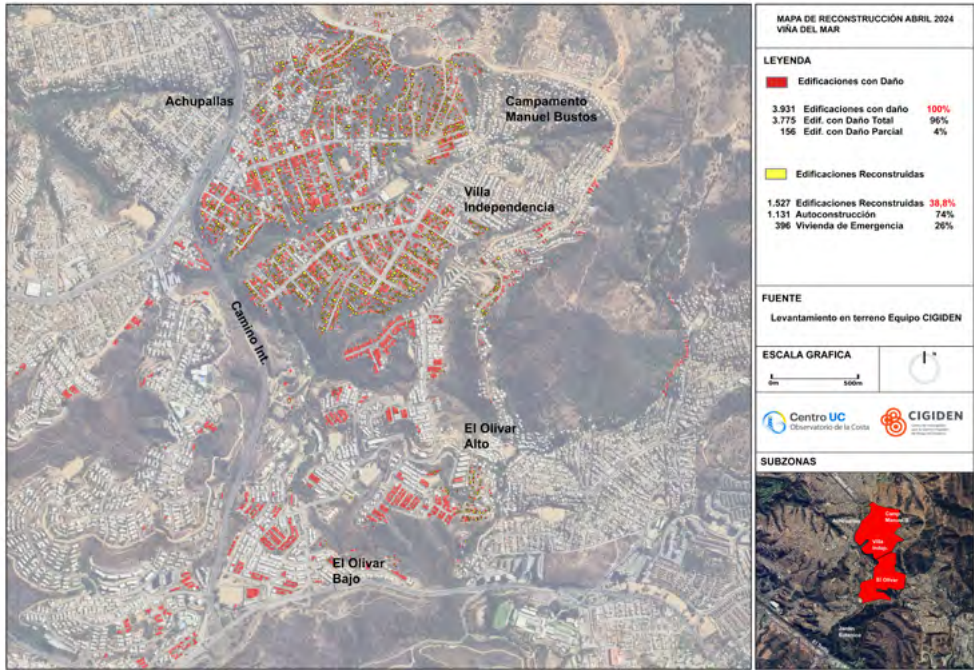 Achupallas
Campamento
Manuel Bustos
Villa
Independencia
Camino Int.
El Olivar
Alto
El Olivar
Bajo
MAPA DE RECONSTRUCCIÓN ABRIL 2024
VIÑA DEL MAR
LEYENDA
Edificaciones con Daño
3.931 Edificaciones con daño 100%
3.775 Edif. con Daño Total 96%
156 Edif. con Daño Parcial 4%
Edificaciones Reconstruidas
1.527 Edificaciones Reconstruidas 38,8%
1.131 Autoconstrucción 74%
396 Vivienda de Emergencia 26%
FUENTE
Levantamiento en terreno Equipo CIGIDEN
ESCALA GRAFICA
0m 500m
Centro UC
Observatorio de la Costa
CIGIDEN
SUBZONAS
Villa
Indep.
El Olivar